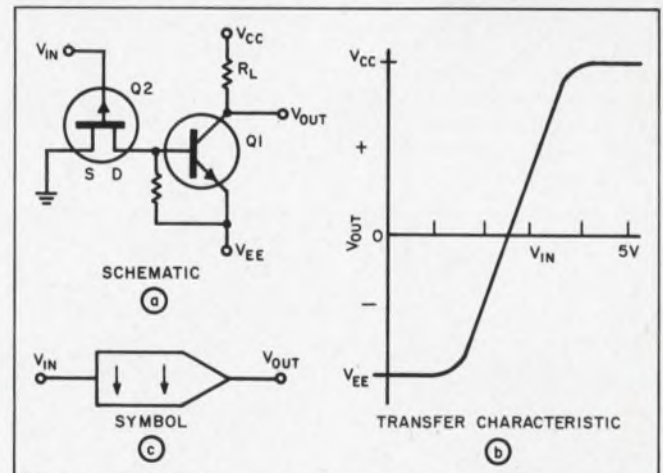 VCC
VIN
RL
Q2
VOUT
Q1
S D
VEE
SCHEMATIC
a
VIN
VOUT
SYMBOL
c
VCC
+
VOUT
0
VIN
5V
−
VEE
TRANSFER CHARACTERISTIC
b